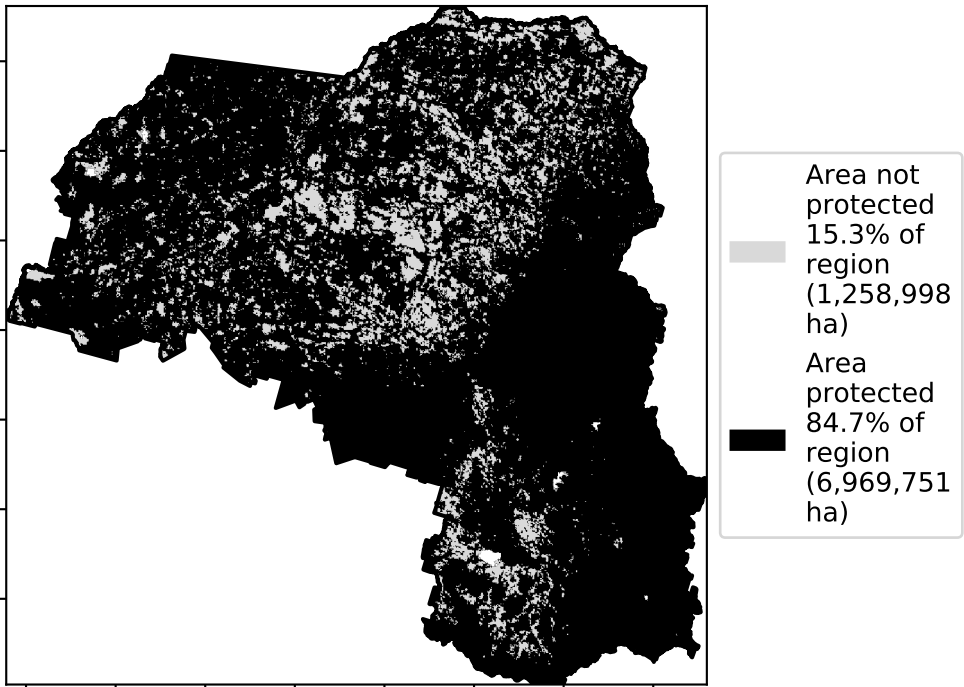 Area not
protected
15.3% of
region
(1,258,998
ha)
Area
protected
84.7% of
region
(6,969,751
ha)